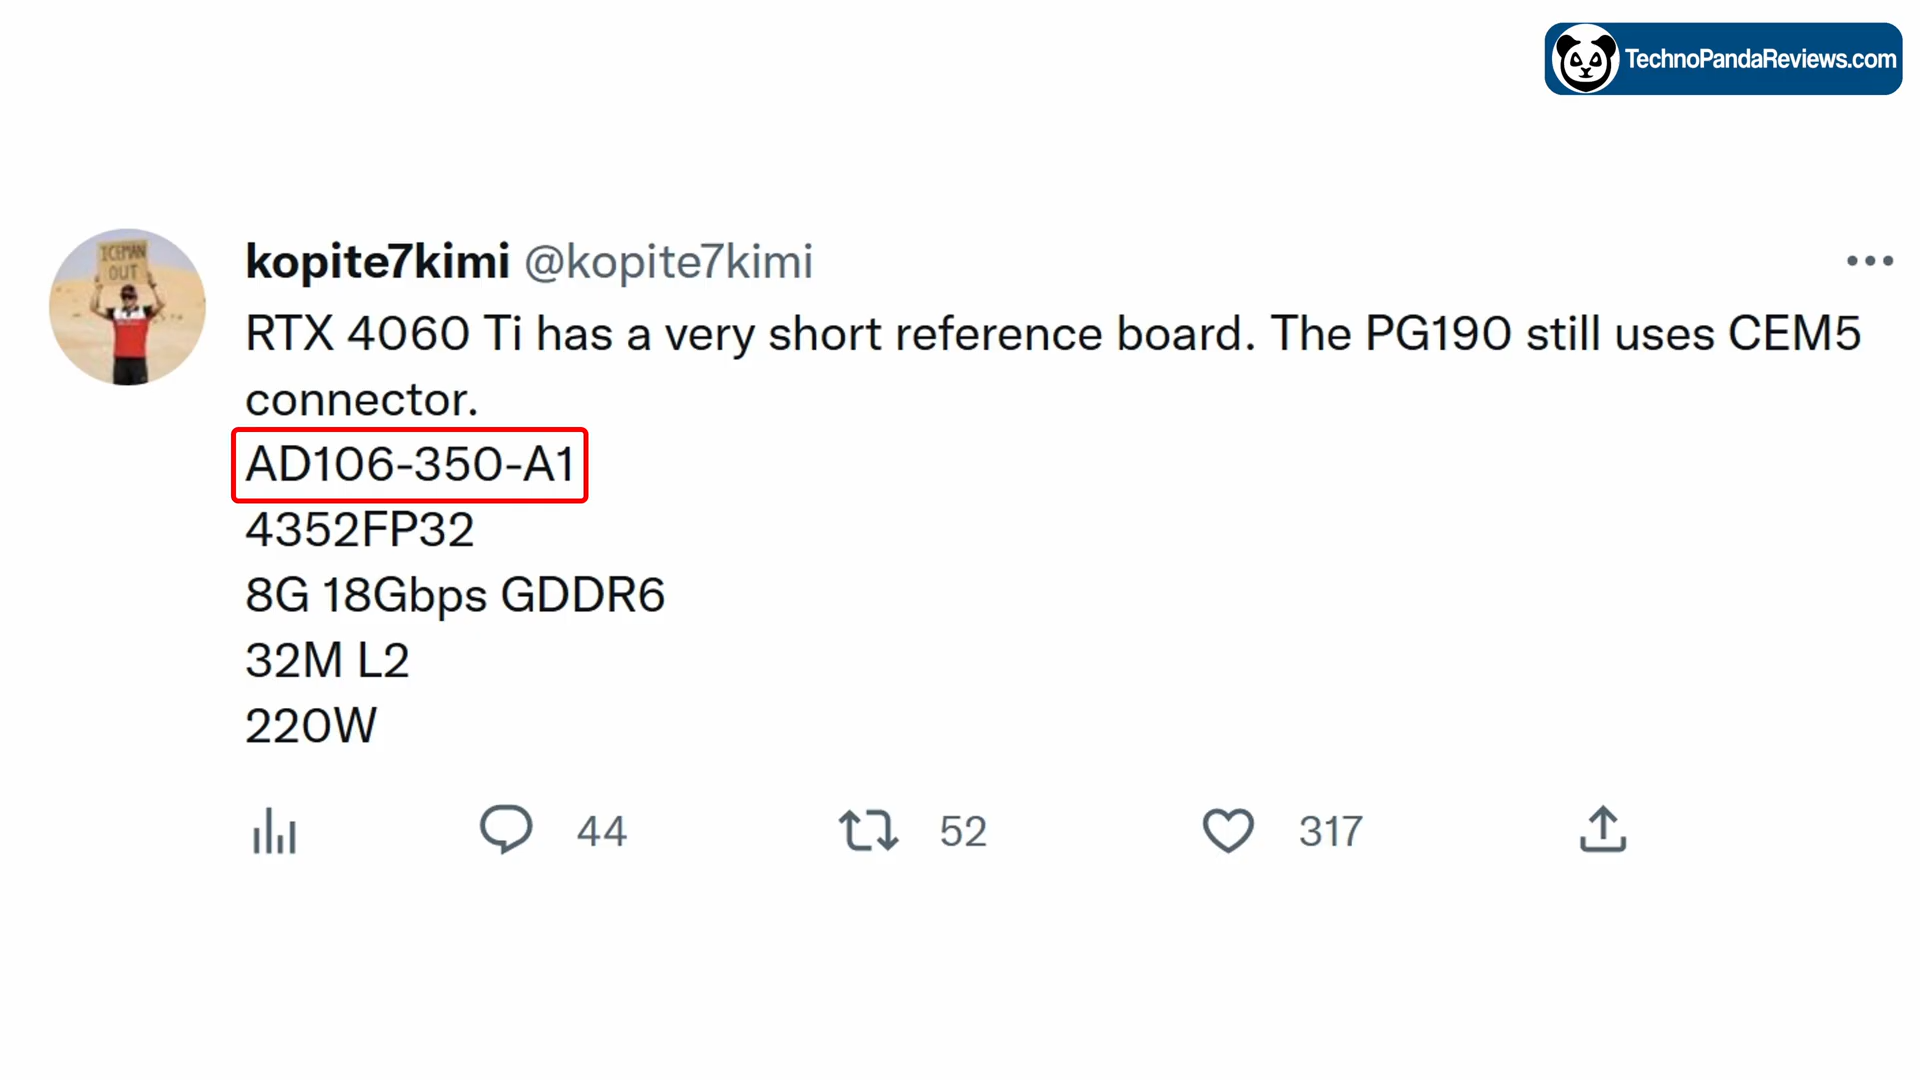 TechnoPandaReviews.com
ICEMAN
OUT
kopite7kimi @kopite7kimi
RTX 4060 Ti has a very short reference board. The PG190 still uses CEM5
connector.
AD106-350-A1
4352FP32
8G 18Gbps GDDR6
32M L2
220W
44 52 317